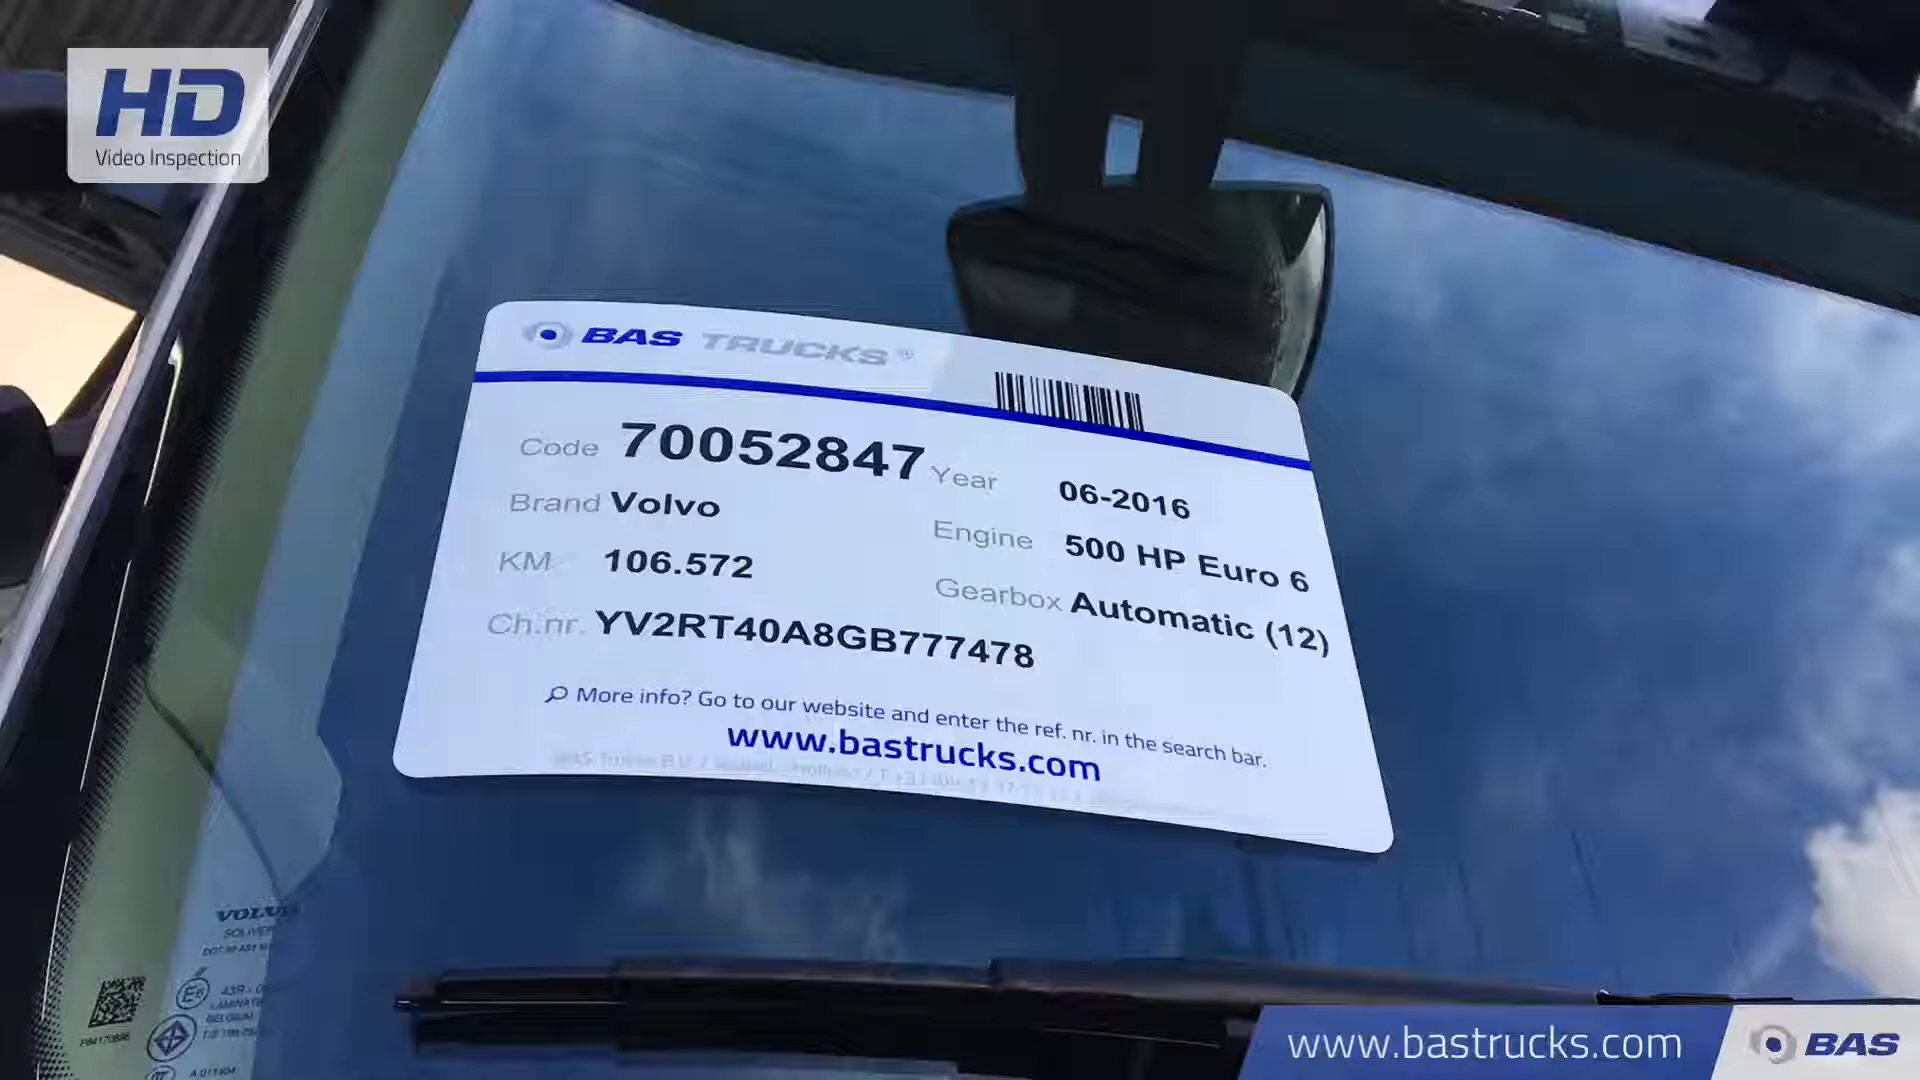 HD
Video Inspection
BAS TRUCKS®
Code 70052847
Year 06-2016
Brand Volvo
Engine 500 HP Euro 6
KM 106.572
Gearbox Automatic (12)
Ch.nr. YV2RT40A8GB777478
More info? Go to our website and enter the ref. nr. in the search bar.
www.bastrucks.com
VOLVO
BELGIUM
www.bastrucks.com BAS